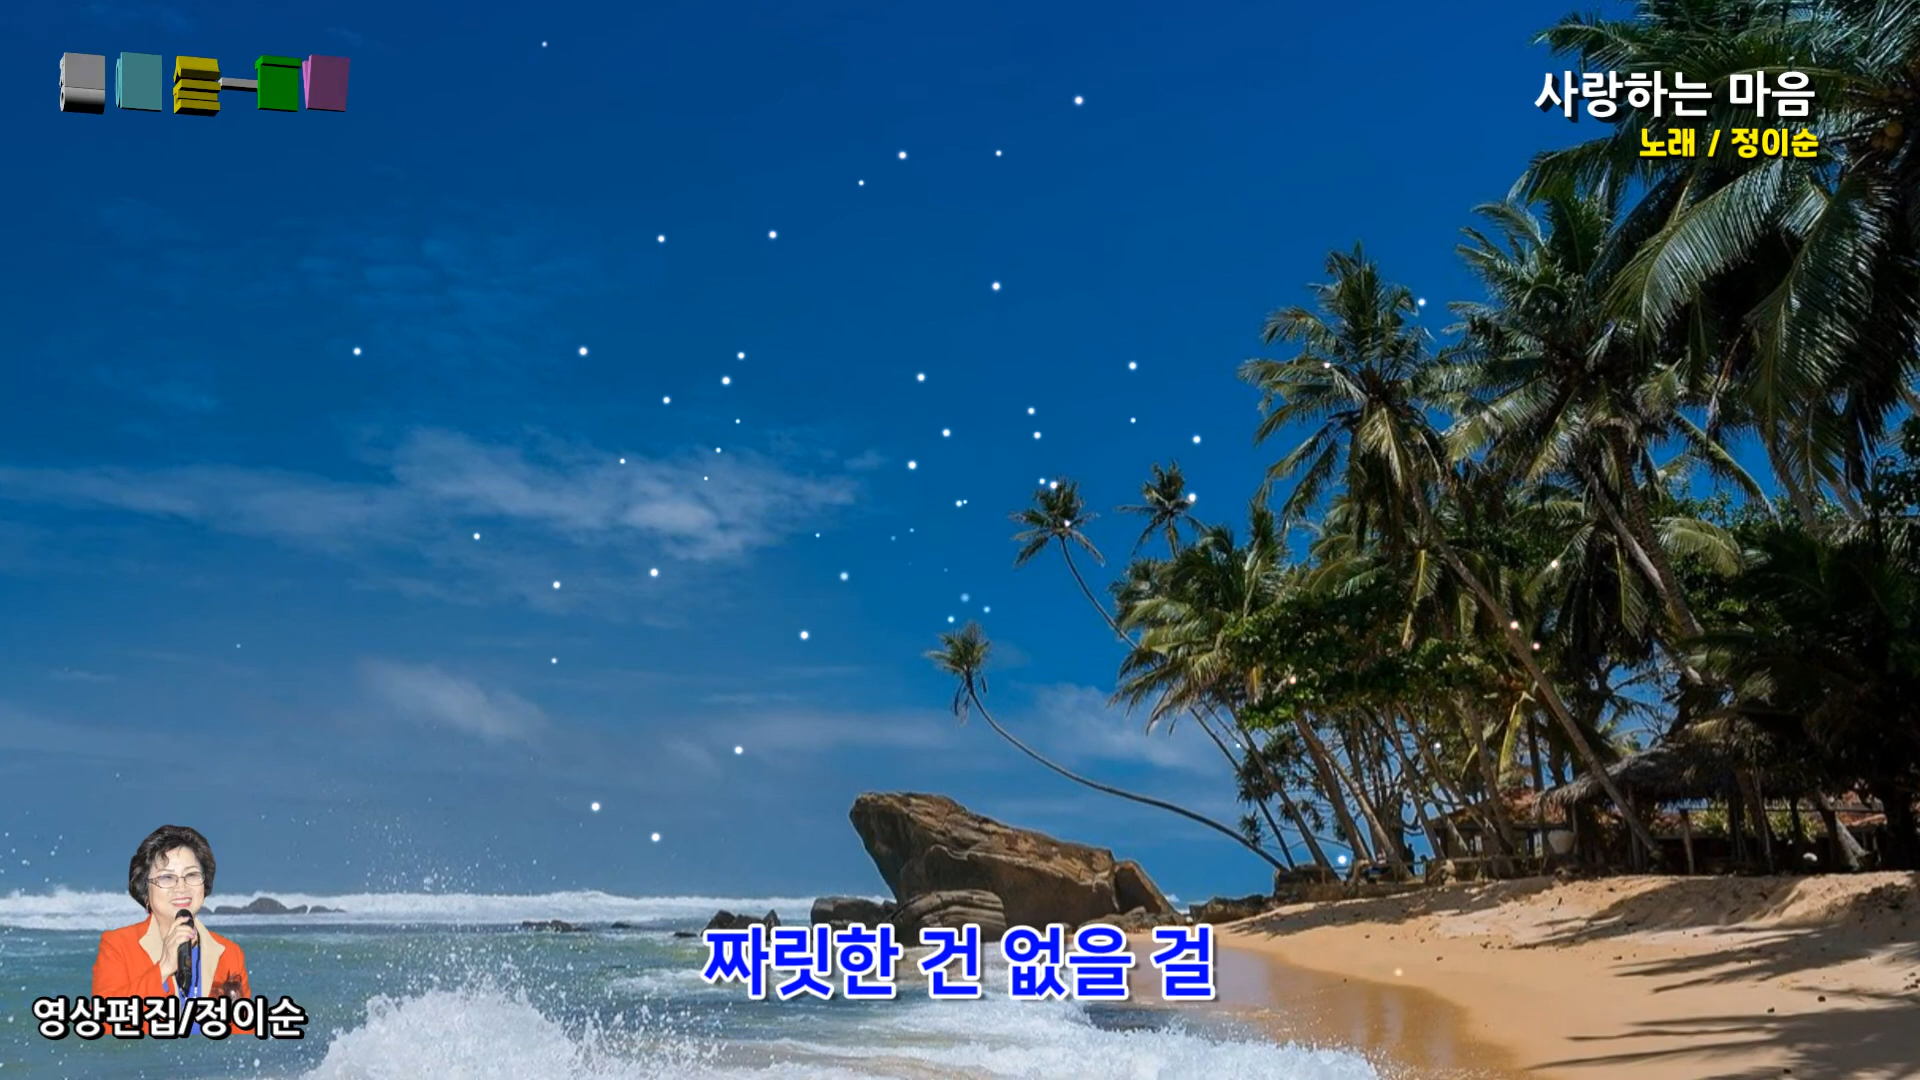 사랑하는 마음
노래 / 정이순
짜릿한 건 없을 걸
영상편집/정이순